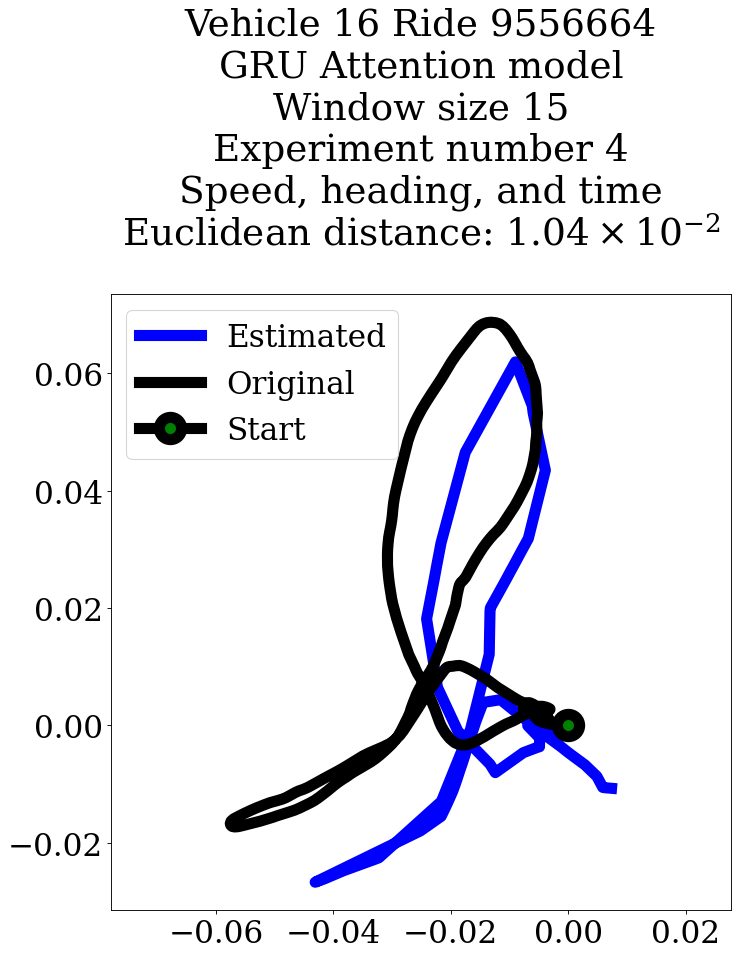 Vehicle 16 Ride 9556664
GRU Attention model
Window size 15
Experiment number 4
Speed, heading, and time
Euclidean distance: 1.04 × 10⁻²
Estimated
Original
Start
0.06
0.04
0.02
0.00
−0.02
−0.06 −0.04 −0.02 0.00 0.02